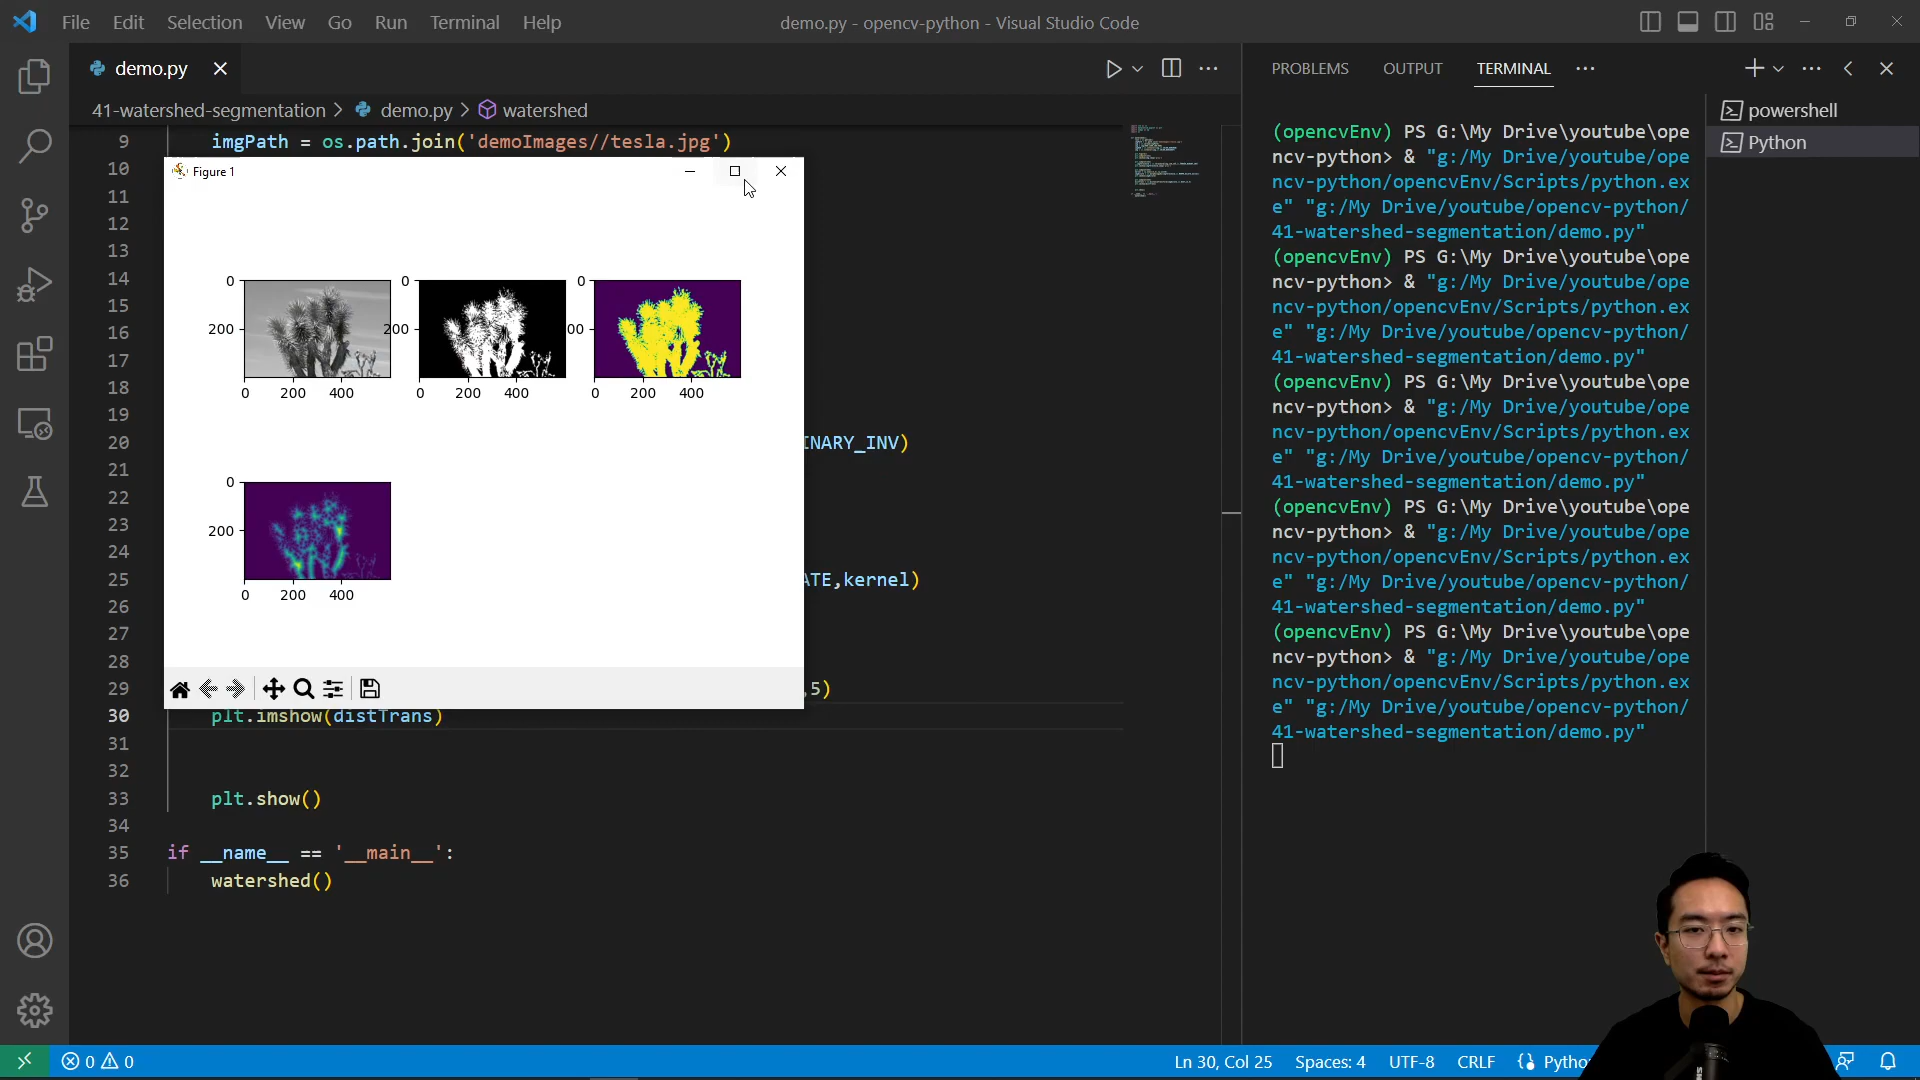 File Edit Selection View Go Run Terminal Help
demo.py - opencv-python - Visual Studio Code
demo.py
41-watershed-segmentation > demo.py > watershed
9 imgPath = os.path.join('demoImages//tesla.jpg')
10
11
12
13
14
15
16
17
18
19
20 INARY_INV)
21
22
23
24
25 ATE,kernel)
26
27
28
29 ,5)
30 plt.imshow(distTrans)
31
32
33 plt.show()
34
35 if __name__ == '__main__':
36 watershed()
Figure 1
0
200
0 200 400
0
200
0 200 400
0
00
0 200 400
0
200
0 200 400
PROBLEMS OUTPUT TERMINAL
(opencvEnv) PS G:\My Drive\youtube\ope
ncv-python> & "g:/My Drive/youtube/ope
ncv-python/opencvEnv/Scripts/python.ex
e" "g:/My Drive/youtube/opencv-python/
41-watershed-segmentation/demo.py"
(opencvEnv) PS G:\My Drive\youtube\ope
ncv-python> & "g:/My Drive/youtube/ope
ncv-python/opencvEnv/Scripts/python.ex
e" "g:/My Drive/youtube/opencv-python/
41-watershed-segmentation/demo.py"
(opencvEnv) PS G:\My Drive\youtube\ope
ncv-python> & "g:/My Drive/youtube/ope
ncv-python/opencvEnv/Scripts/python.ex
e" "g:/My Drive/youtube/opencv-python/
41-watershed-segmentation/demo.py"
(opencvEnv) PS G:\My Drive\youtube\ope
ncv-python> & "g:/My Drive/youtube/ope
ncv-python/opencvEnv/Scripts/python.ex
e" "g:/My Drive/youtube/opencv-python/
41-watershed-segmentation/demo.py"
(opencvEnv) PS G:\My Drive\youtube\ope
ncv-python> & "g:/My Drive/youtube/ope
ncv-python/opencvEnv/Scripts/python.ex
e" "g:/My Drive/youtube/opencv-python/
41-watershed-segmentation/demo.py"
powershell
Python
0 0
Ln 30, Col 25 Spaces: 4 UTF-8 CRLF Pytho